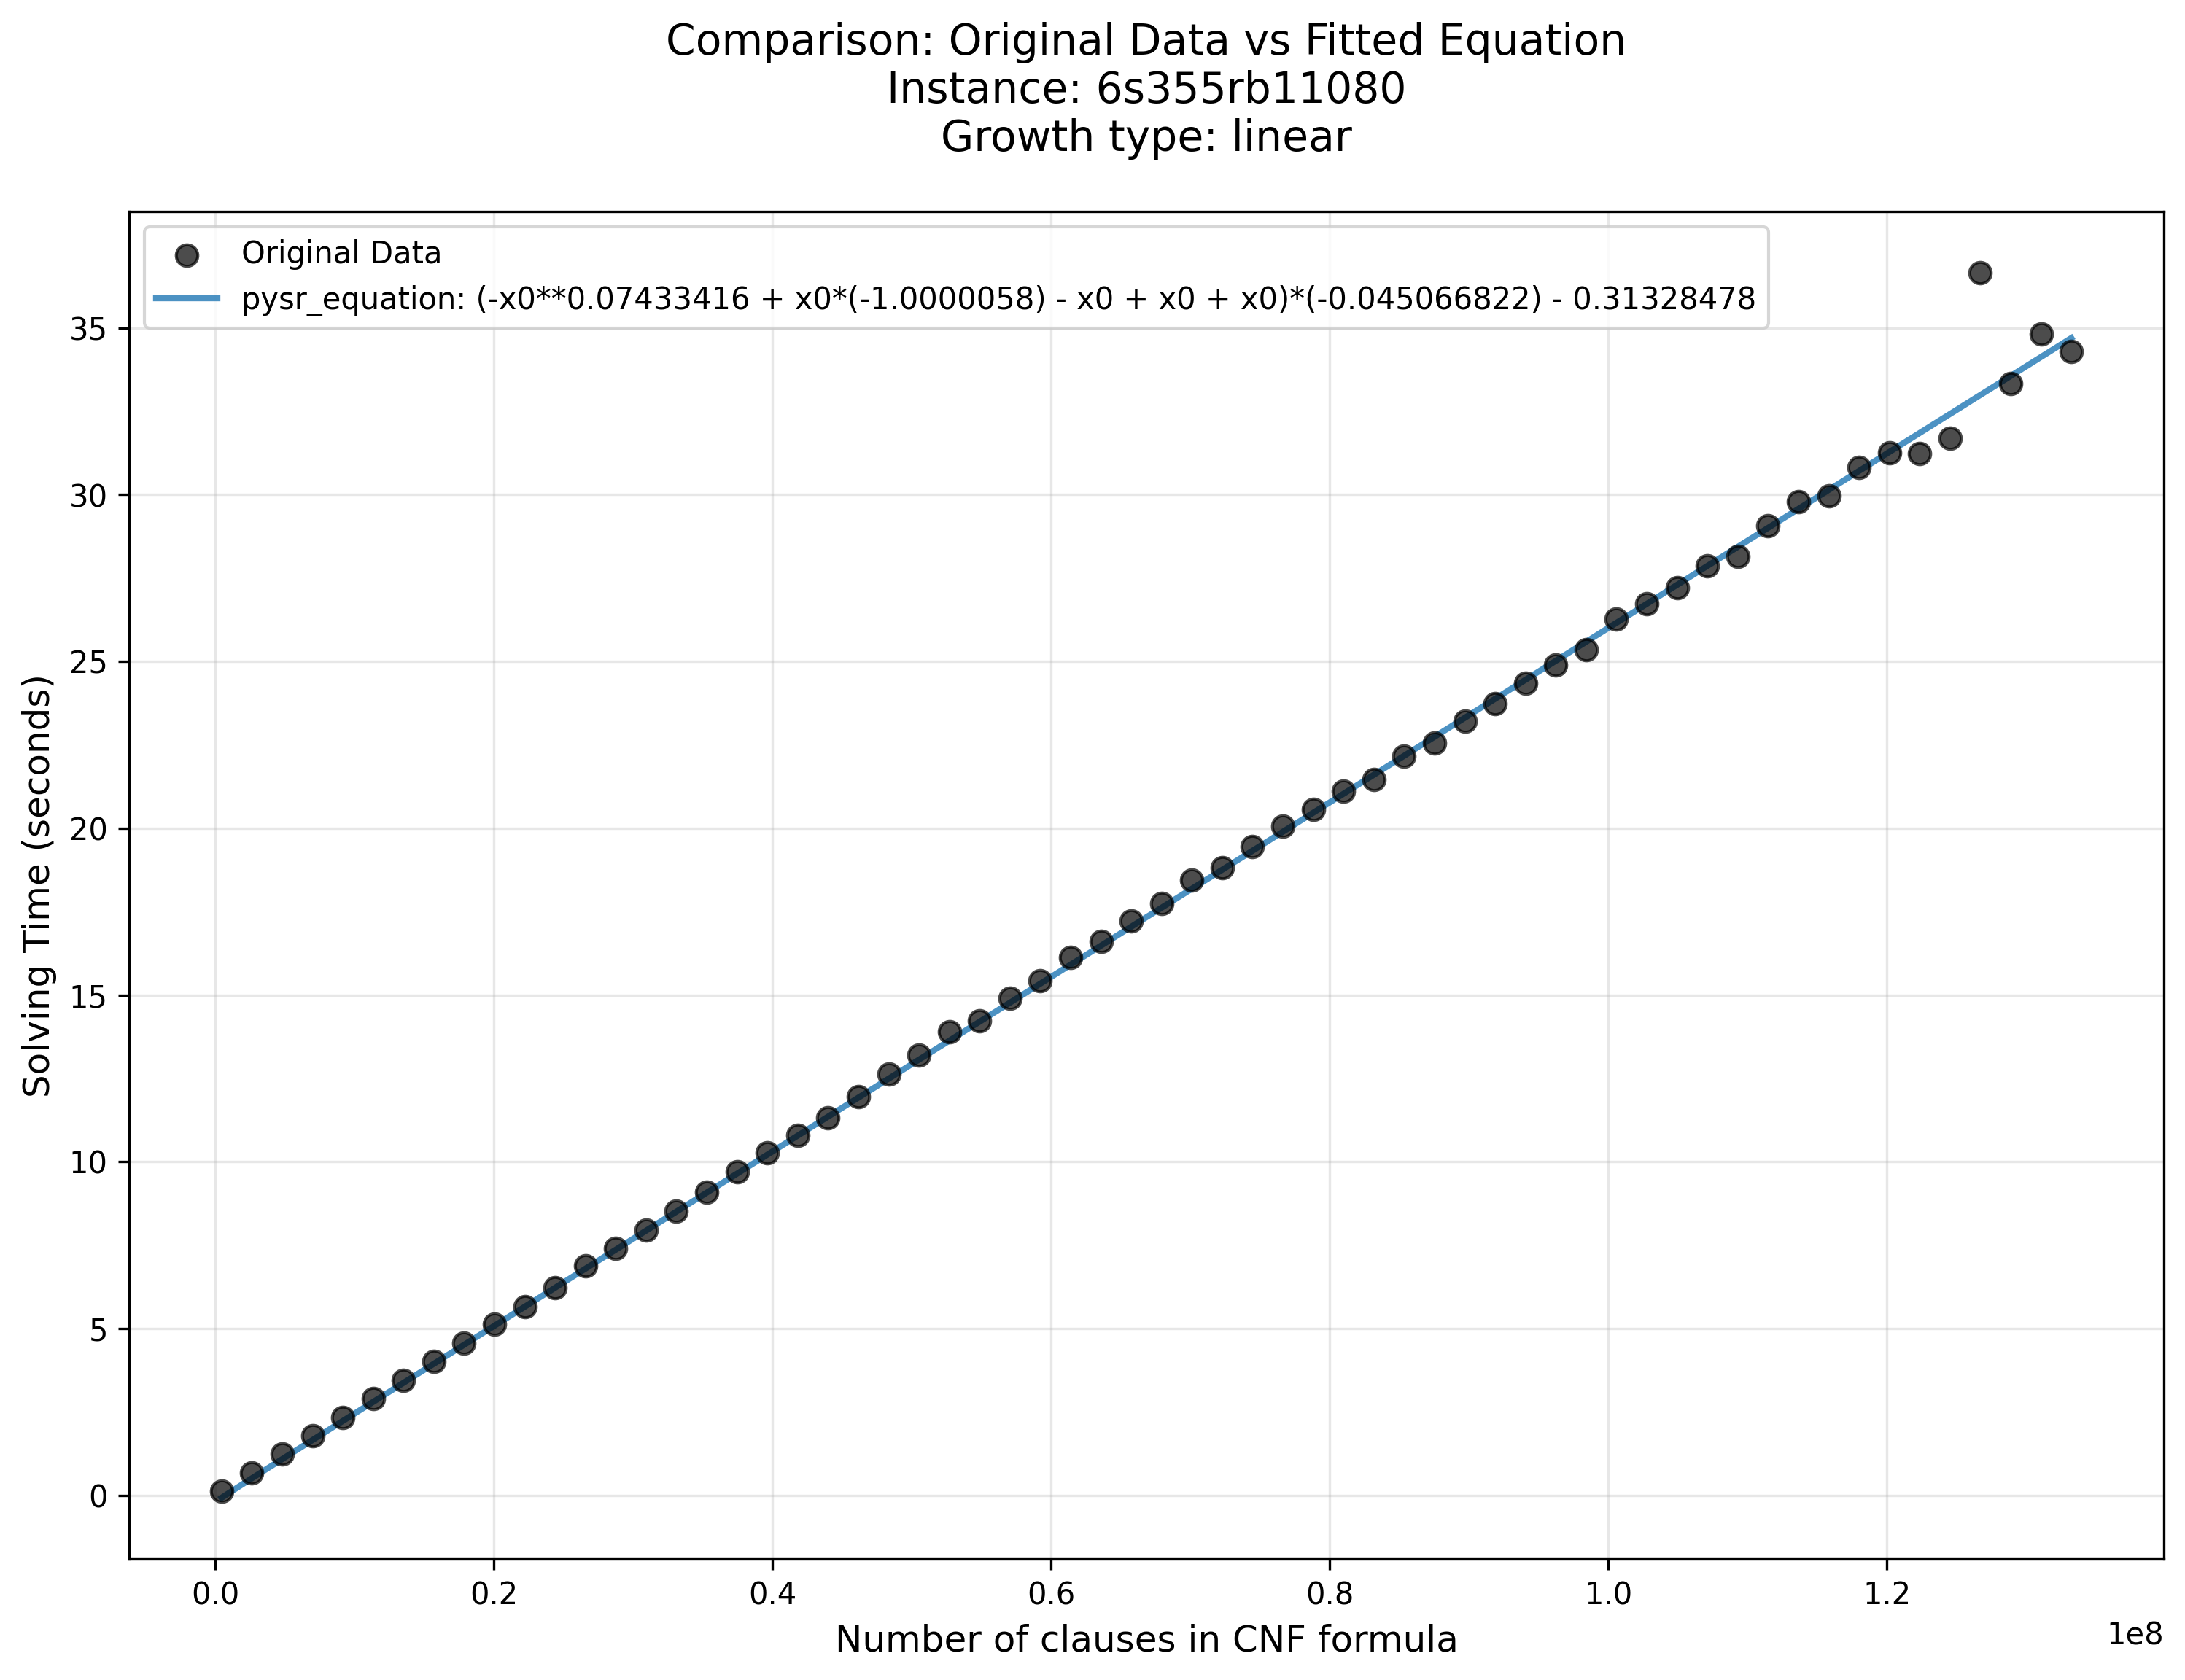 Comparison: Original Data vs Fitted Equation
Instance: 6s355rb11080
Growth type: linear
Original Data
pysr_equation: (-x0**0.07433416 + x0*(-1.0000058) - x0 + x0 + x0)*(-0.045066822) - 0.31328478
35
30
25
20
15
10
5
0
Solving Time (seconds)
0.0 0.2 0.4 0.6 0.8 1.0 1.2
1e8
Number of clauses in CNF formula